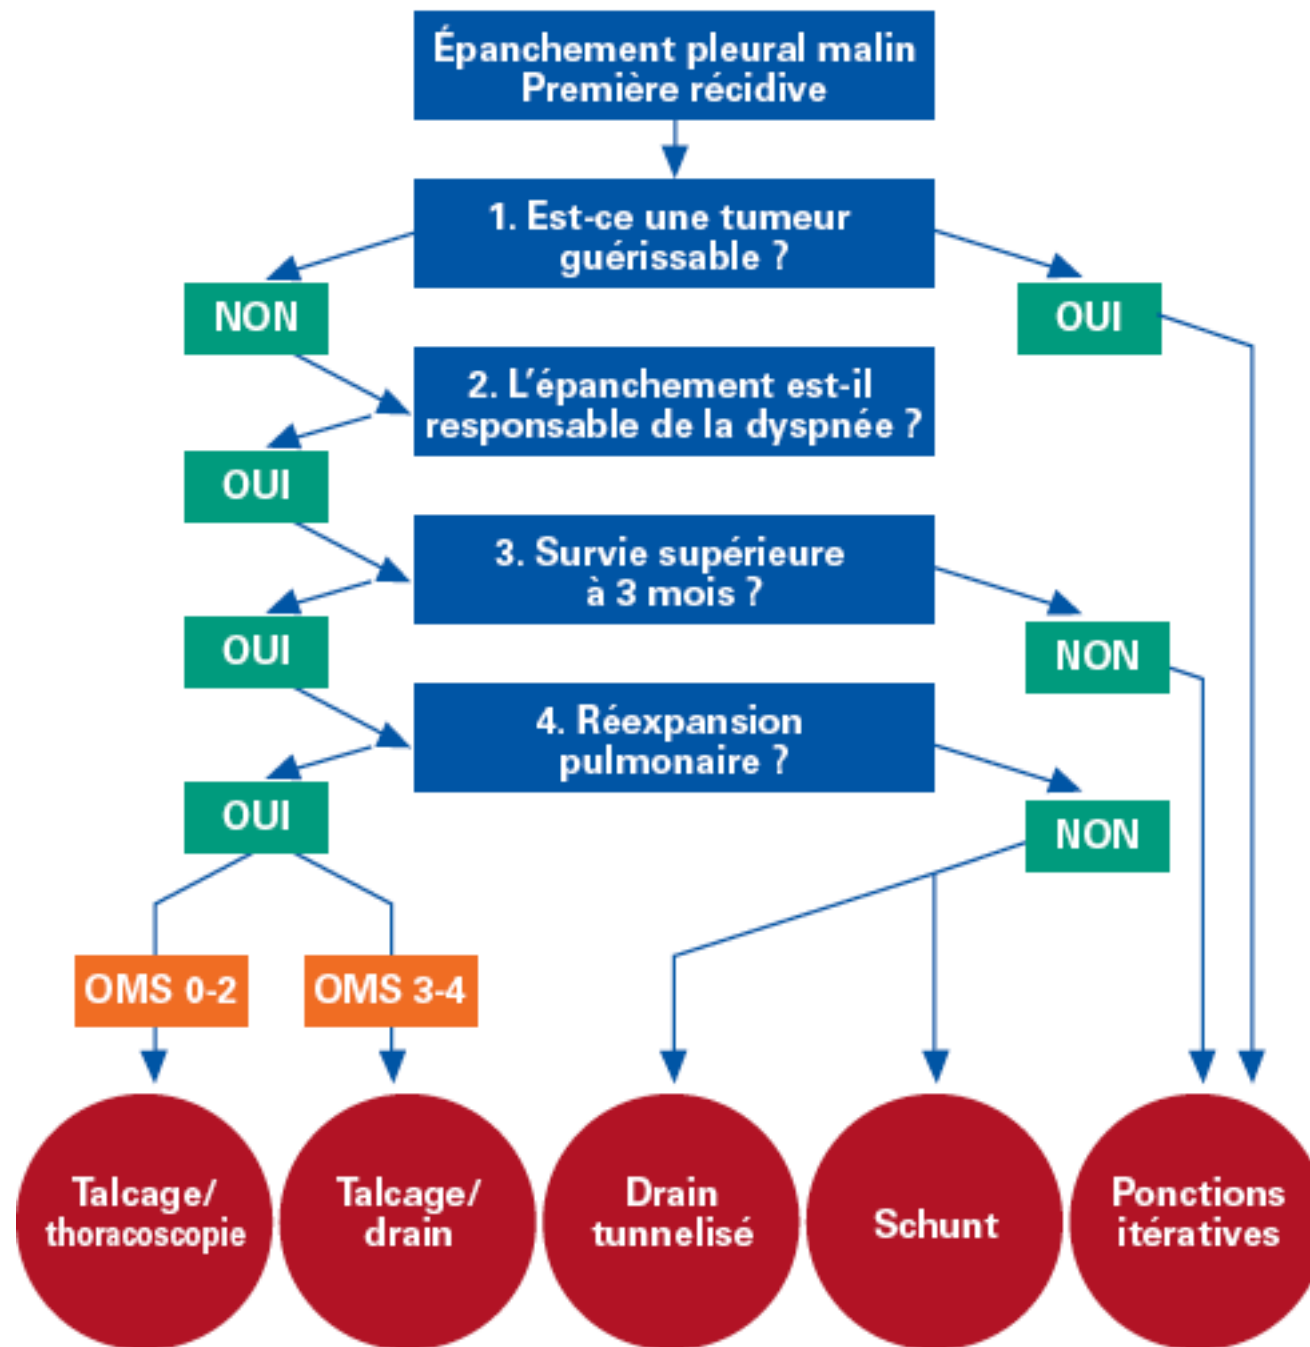 Épanchement pleural malin
Première récidive
1. Est-ce une tumeur
guérissable ?
NON
OUI
2. L'épanchement est-il
responsable de la dyspnée ?
OUI
3. Survie supérieure
à 3 mois ?
OUI
NON
4. Réexpansion
pulmonaire ?
OUI
NON
OMS 0-2
OMS 3-4
Talcage/
thoracoscopie
Talcage/
drain
Drain
tunnelisé
Schunt
Ponctions
itératives